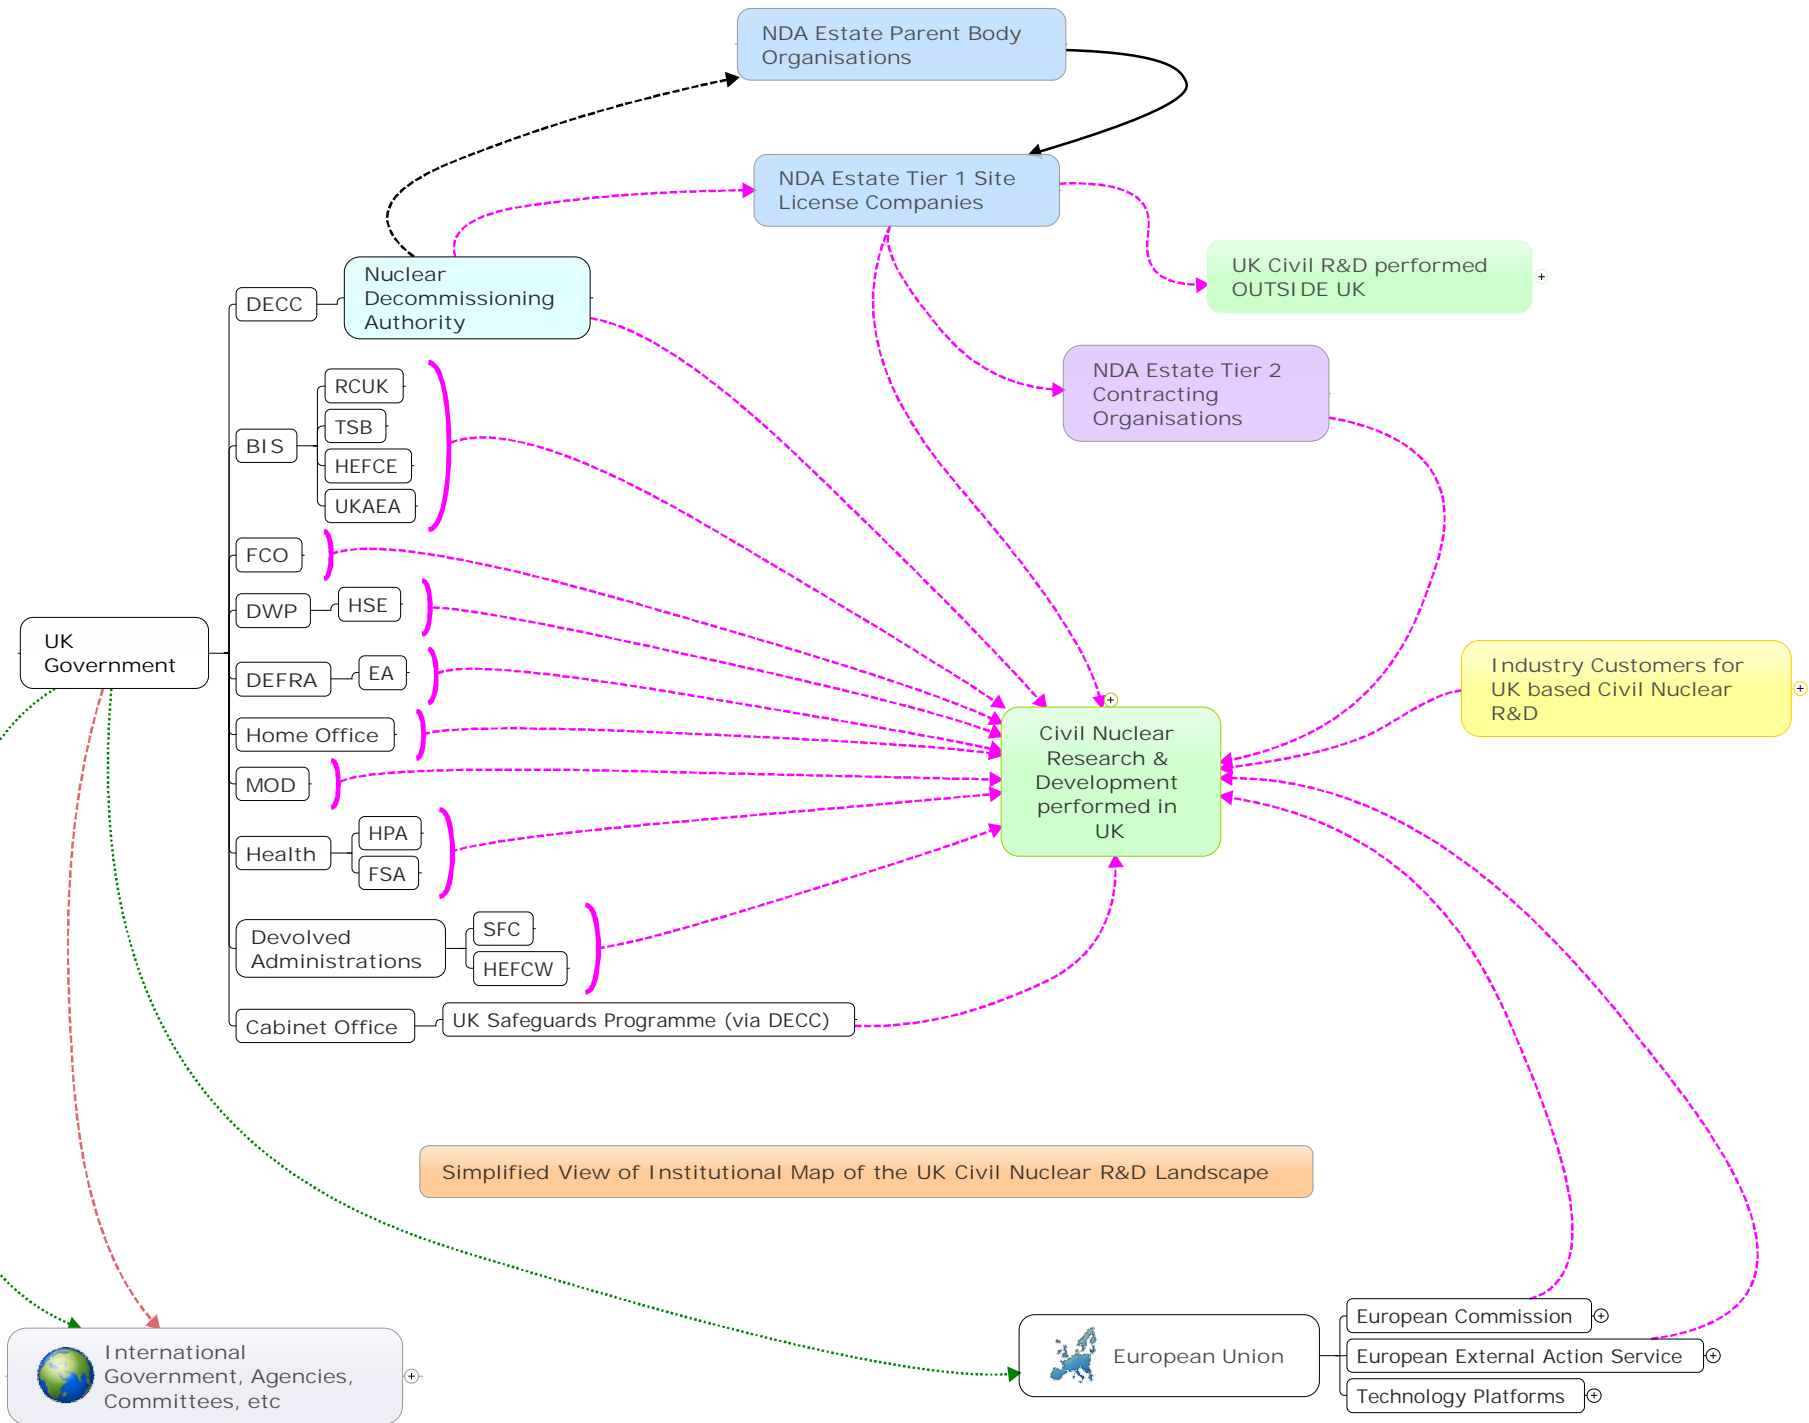 NDA Estate Parent Body
Organisations
NDA Estate Tier 1 Site
License Companies
UK Civil R&D performed
OUTSIDE UK
Nuclear
Decommissioning
Authority
DECC
NDA Estate Tier 2
Contracting
Organisations
BIS
RCUK
TSB
HEFCE
UKAEA
FCO
DWP
HSE
UK
Government
DEFRA
EA
Industry Customers for
UK based Civil Nuclear
R&D
Home Office
MOD
Civil Nuclear
Research &
Development
performed in
UK
Health
HPA
FSA
Devolved
Administrations
SFC
HEFCW
Cabinet Office
UK Safeguards Programme (via DECC)
Simplified View of Institutional Map of the UK Civil Nuclear R&D Landscape
International
Government, Agencies,
Committees, etc
European Union
European Commission
European External Action Service
Technology Platforms